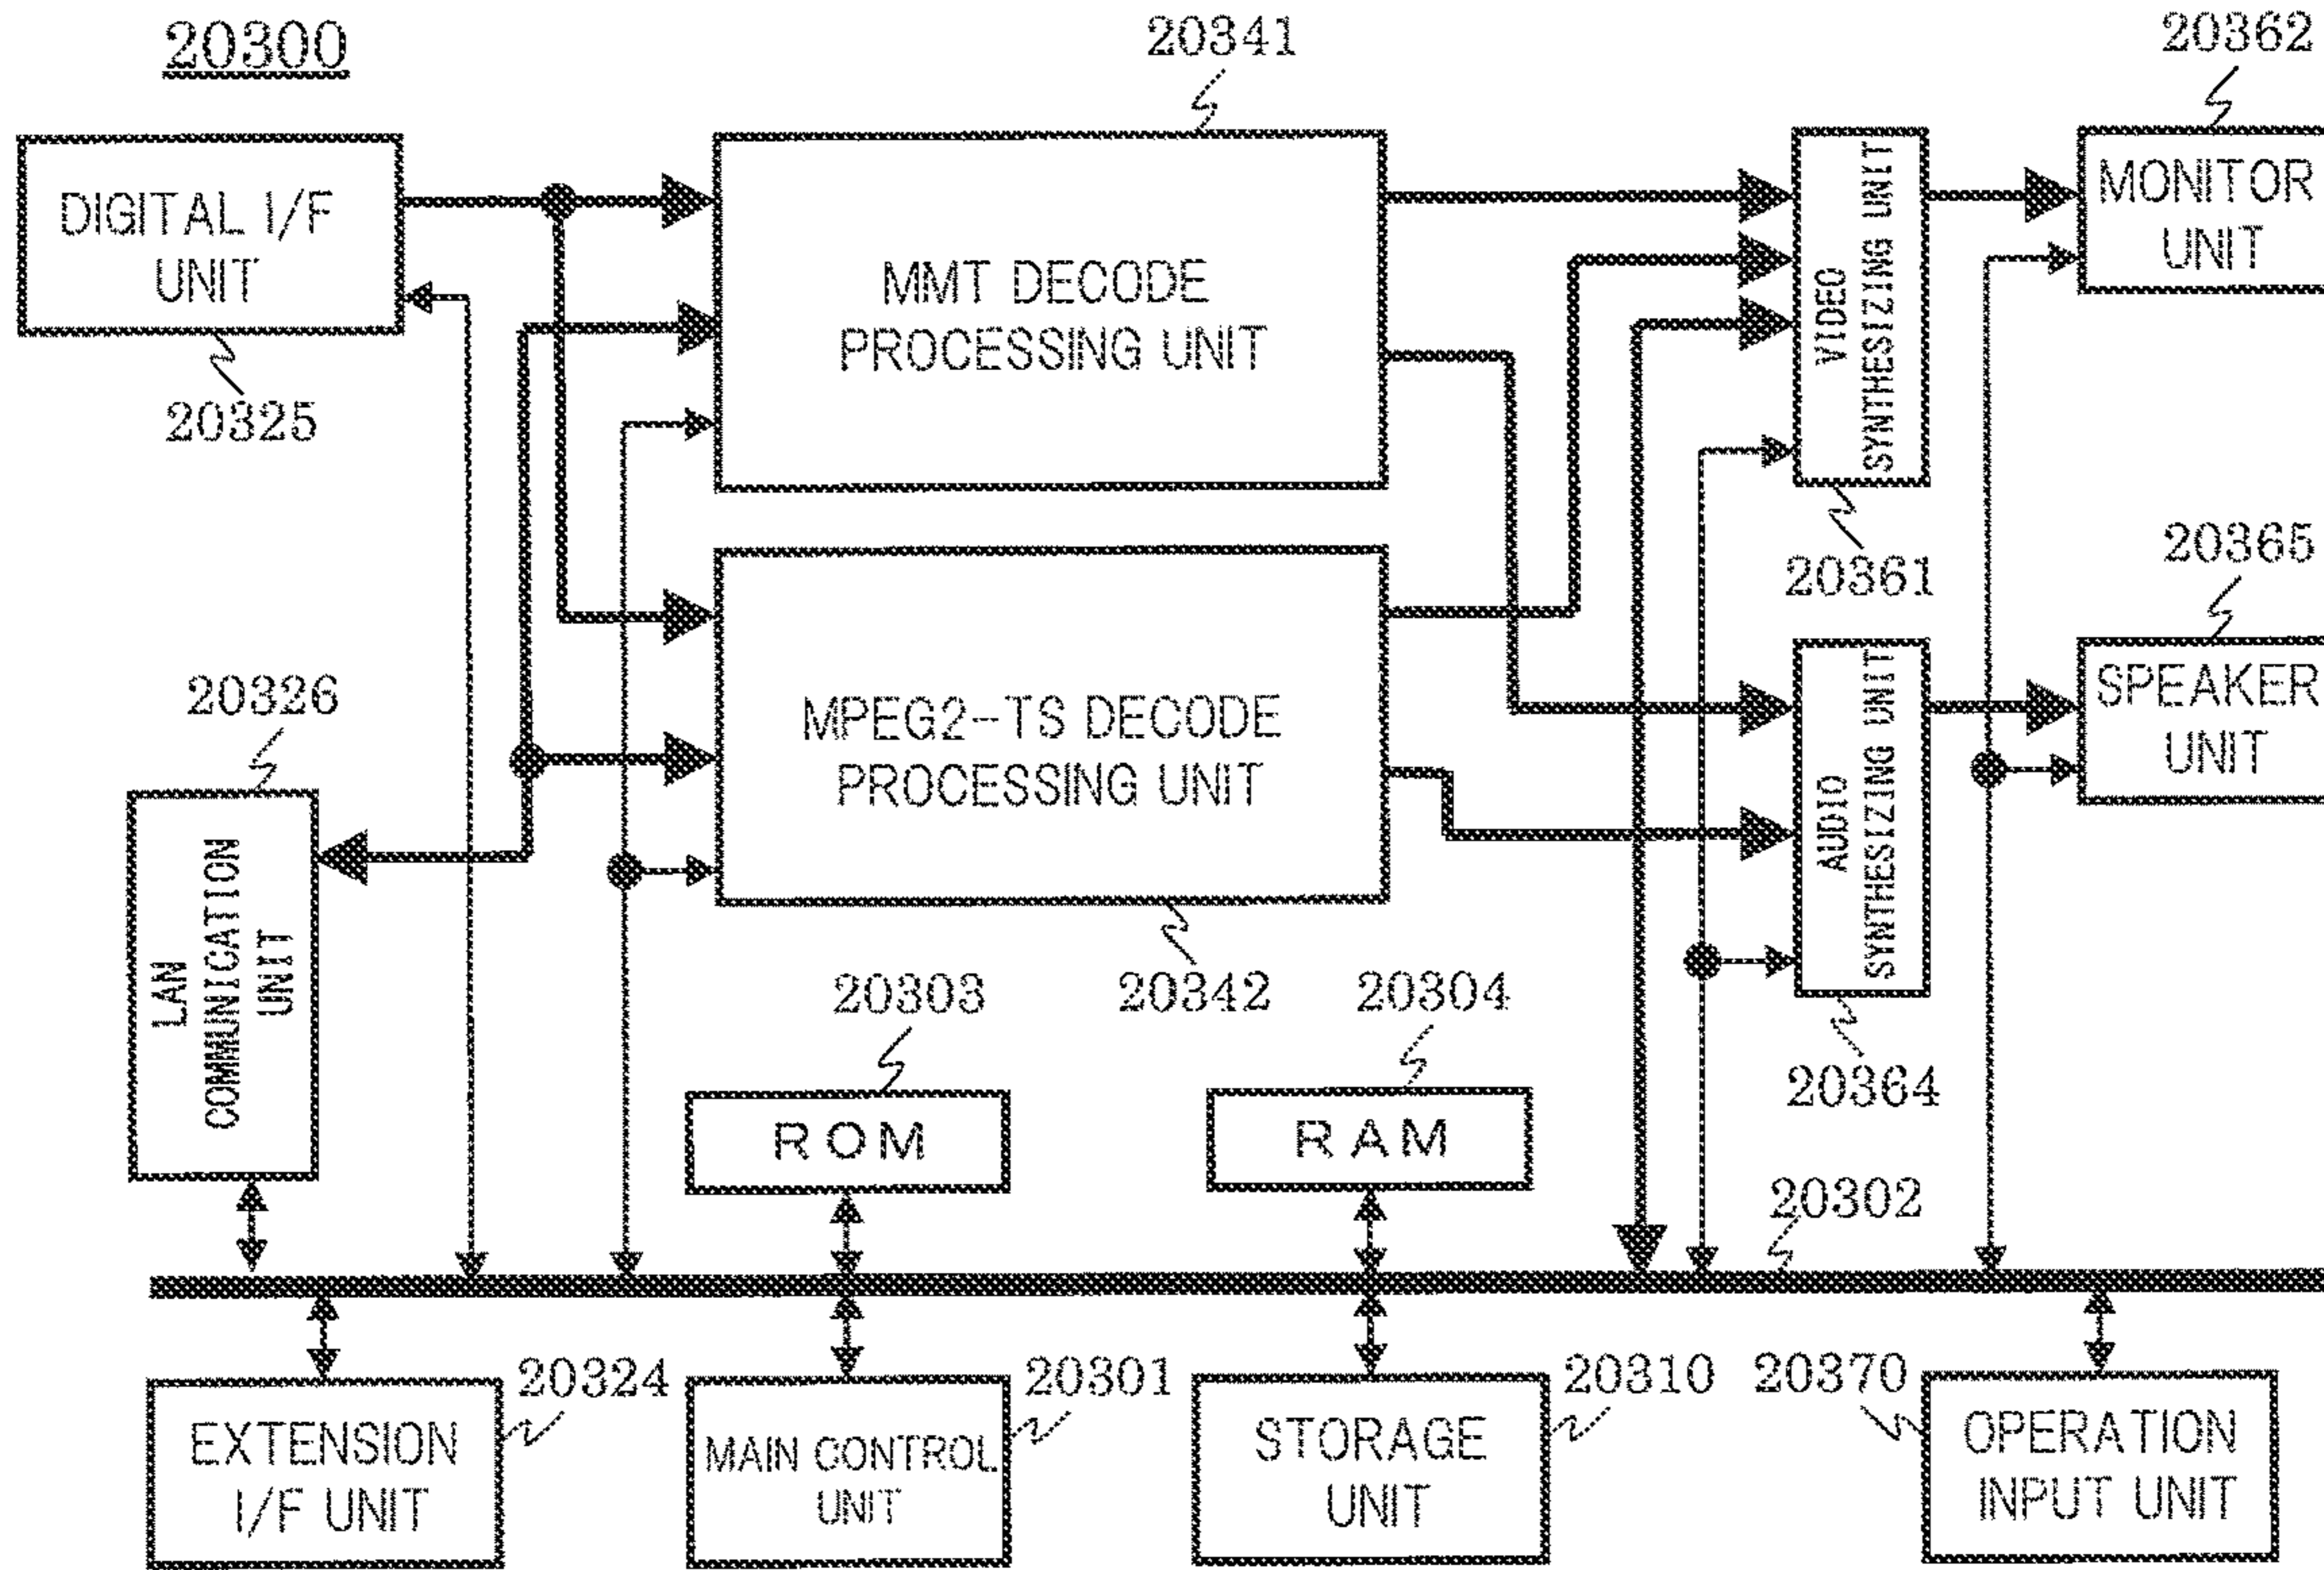 20300
20341
20362
DIGITAL I/F
UNIT
20325
MMT DECODE
PROCESSING UNIT
VIDEO
SYNTHESIZING UNIT
20361
MONITOR
UNIT
20365
20326
LAN
COMMUNICATION
UNIT
MPEG2-TS DECODE
PROCESSING UNIT
20342
AUDIO
SYNTHESIZING UNIT
20364
SPEAKER
UNIT
20303
ROM
20304
RAM
20302
EXTENSION
I/F UNIT
20324
MAIN CONTROL
UNIT
20301
STORAGE
UNIT
20310
20370
OPERATION
INPUT UNIT